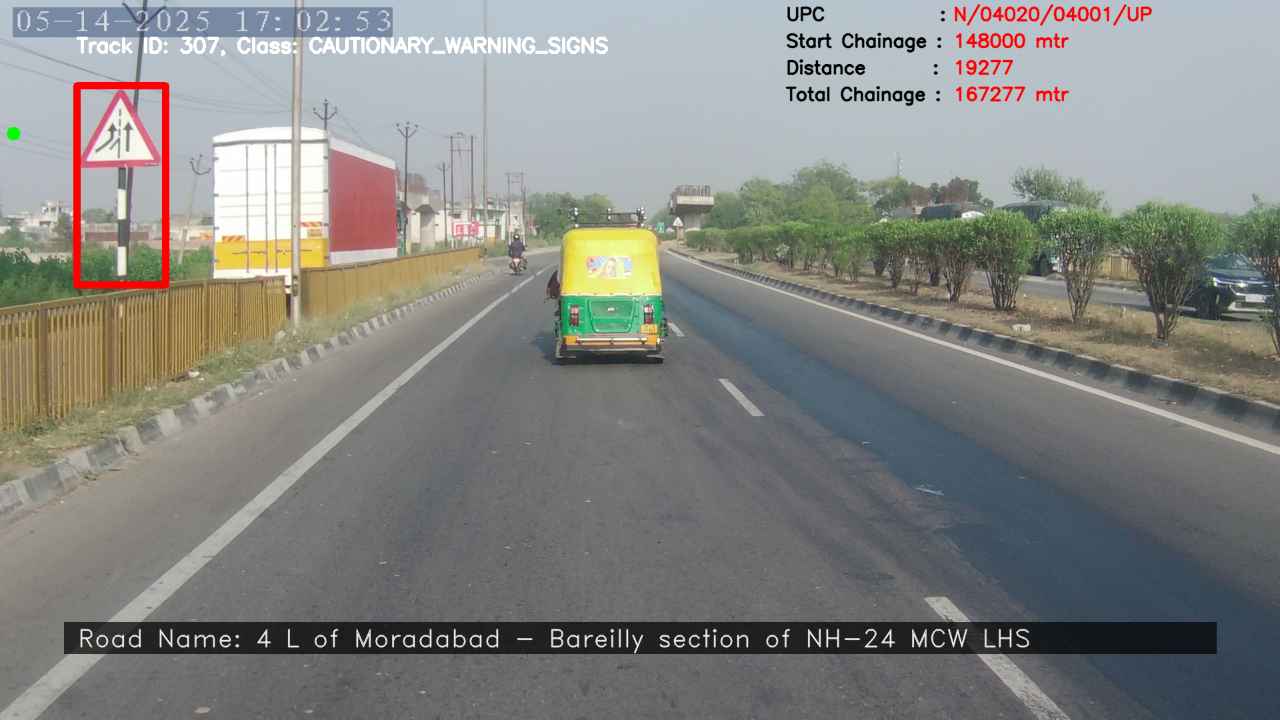 05-14-2025 17:02:53
Track ID: 307, Class: CAUTIONARY_WARNING_SIGNS
UPC : N/04020/04001/UP
Start Chainage : 148000 mtr
Distance : 19277
Total Chainage : 167277 mtr
Road Name: 4 L of Moradabad - Bareilly section of NH-24 MCW LHS